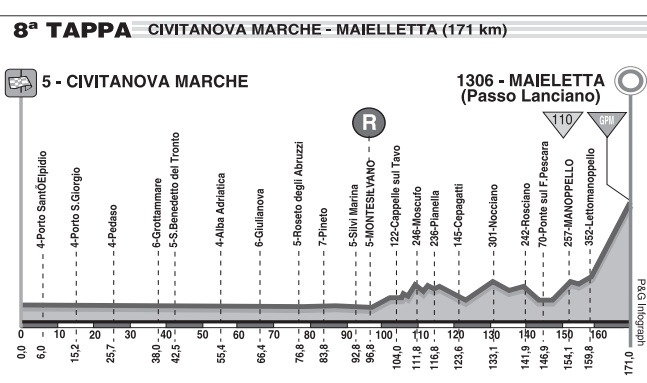 8ª TAPPA CIVITANOVA MARCHE - MAIELLETTA (171 km)
5 - CIVITANOVA MARCHE
1306 - MAIELETTA
(Passo Lanciano)
R
110
GPM
4-Porto SantÕElpidio
4-Porto S.Giorgio
4-Pedaso
6-Grottammare
5-S.Benedetto del Tronto
4-Alba Adriatica
6-Giulianova
5-Roseto degli Abruzzi
7-Pineto
5-Silvi Marina
5-MONTESILVANO
122-Cappelle sul Tavo
246-Moscufo
236-Pianella
145-Cepagatti
301-Nocciano
242-Rosciano
70-Ponte sul F.Pescara
257-MANOPPELLO
352-Lettomanoppello
0 10 20 30 40 50 60 70 80 90 100 110 120 130 140 150 160
0,0
6,0
15,2
25,7
38,0
42,5
55,4
66,4
76,8
83,8
92,8
96,8
104,0
111,8
116,8
123,6
133,1
141,9
146,9
154,1
159,8
171,0
P&G Infograph